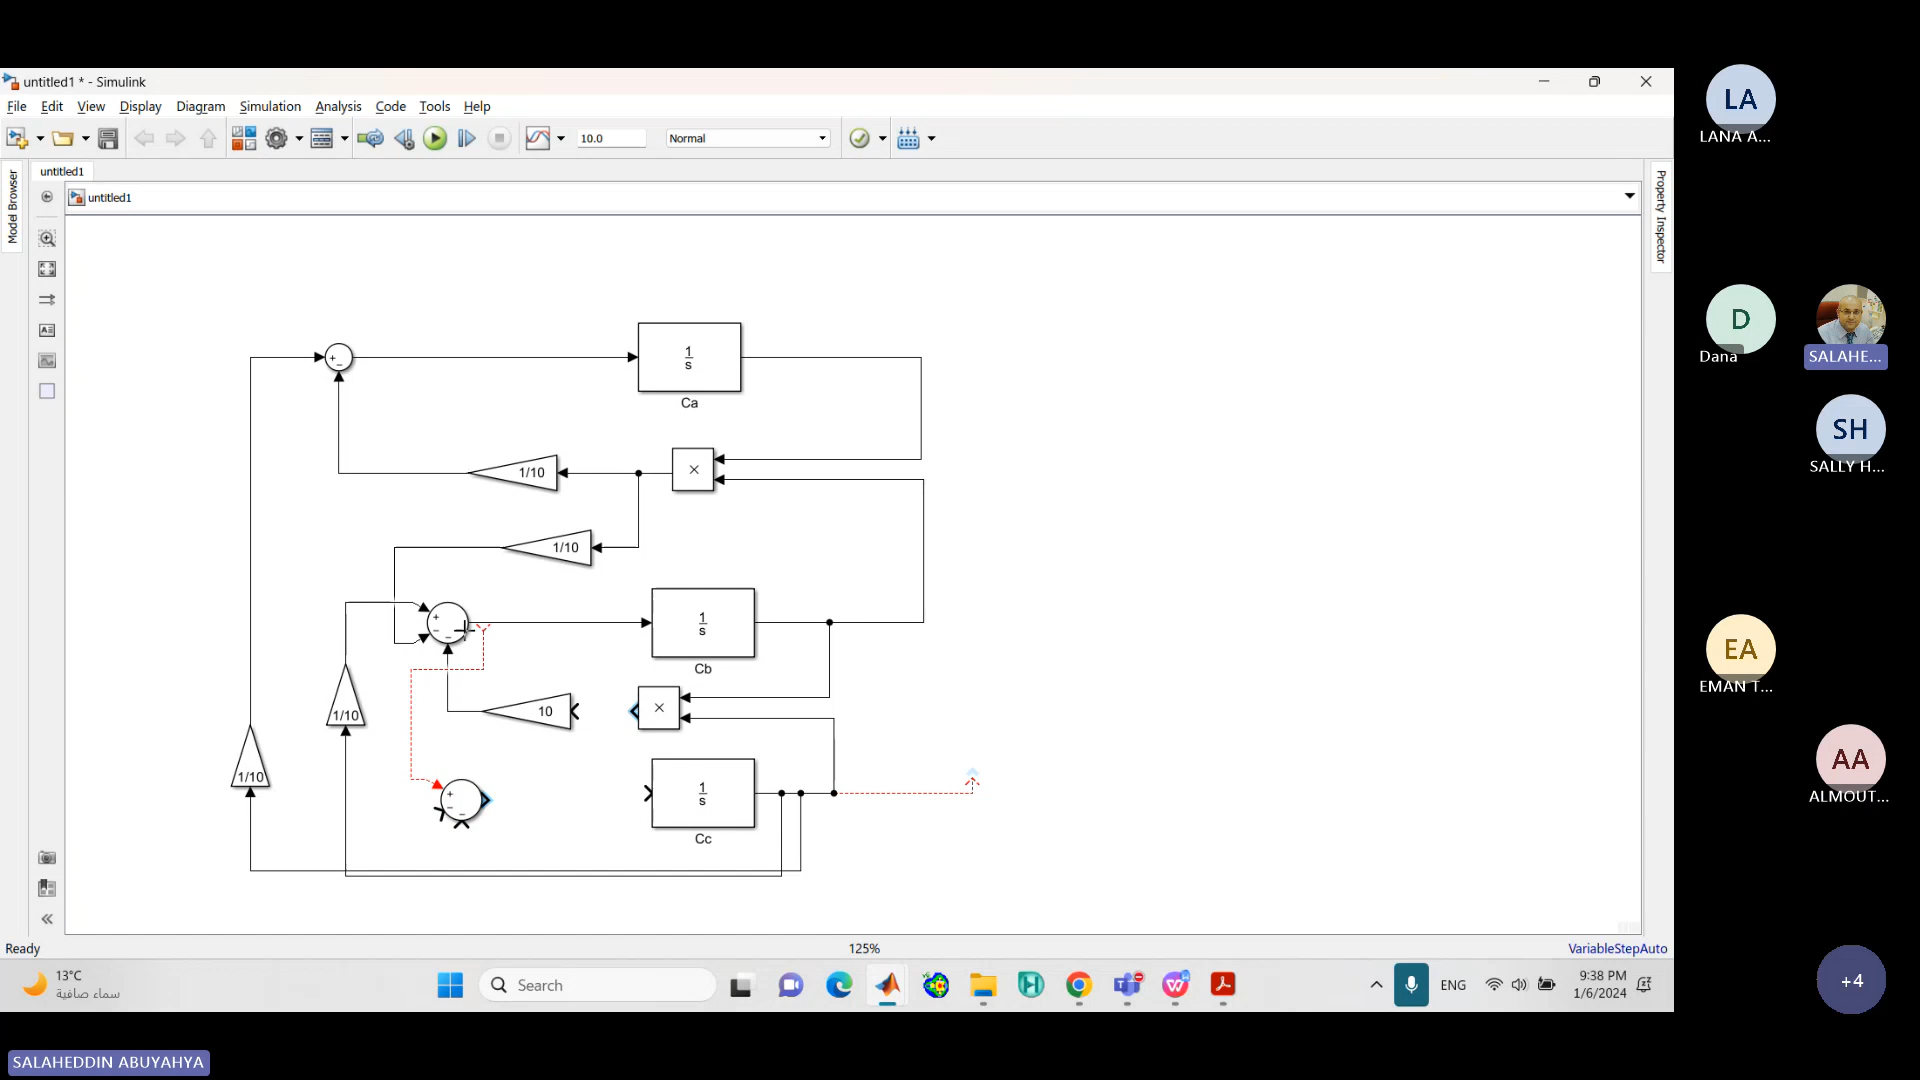 untitled1 * - Simulink
File Edit View Display Diagram Simulation Analysis Code Tools Help
10.0
Normal
Model Browser
untitled1
untitled1
Property Inspector
+
−
1
s
Ca
1/10
×
1/10
+
−
−
1
s
Cb
1/10
10
×
1/10
+
−
−
1
s
Cc
Ready
125%
VariableStepAuto
13°C
سماء صافية
Search
ENG
9:38 PM
1/6/2024
LA
LANA A...
D
Dana
SALAHE...
SH
SALLY H...
EA
EMAN T...
AA
ALMOUT...
+4
SALAHEDDIN ABUYAHYA